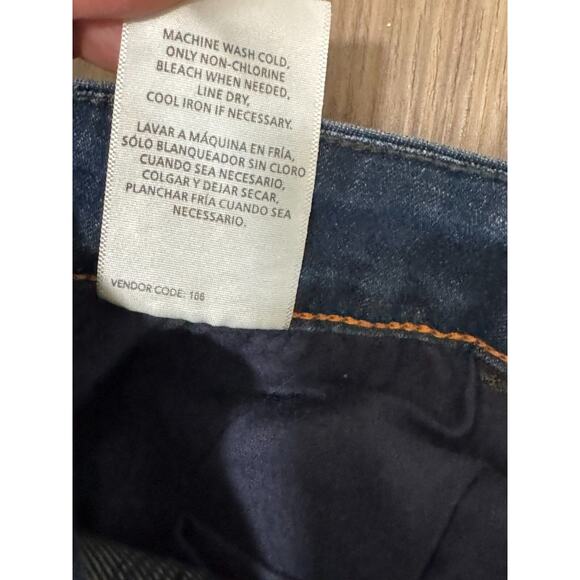 MACHINE WASH COLD,
ONLY NON-CHLORINE
BLEACH WHEN NEEDED,
LINE DRY,
COOL IRON IF NECESSARY.
LAVAR A MÁQUINA EN FRÍA,
SÓLO BLANQUEADOR SIN CLORO
CUANDO SEA NECESARIO,
COLGAR Y DEJAR SECAR,
PLANCHAR FRÍA CUANDO SEA
NECESSARIO.
VENDOR CODE: 186